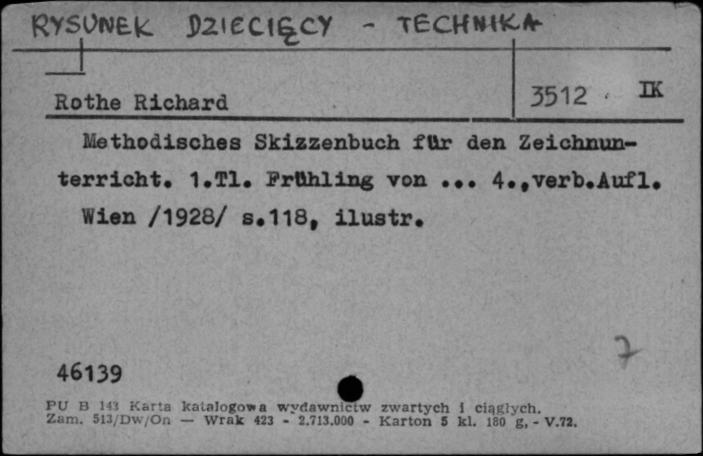 RYSUNEK DZIECIĘCY - TECHNIKA
Rothe Richard
3512 . IK
Methodisches Skizzenbuch für den Zeichnun-
terricht. 1.Tl. Frühling von ... 4.,verb.Aufl.
Wien /1928/ s.118, ilustr.
7
46139
PU B 143 Karta katalogowa wydawnictw zwartych i ciągłych.
Zam. 513/Dw/On — Wrak 423 - 2.713.000 - Karton 5 kl. 180 g, - V.72.